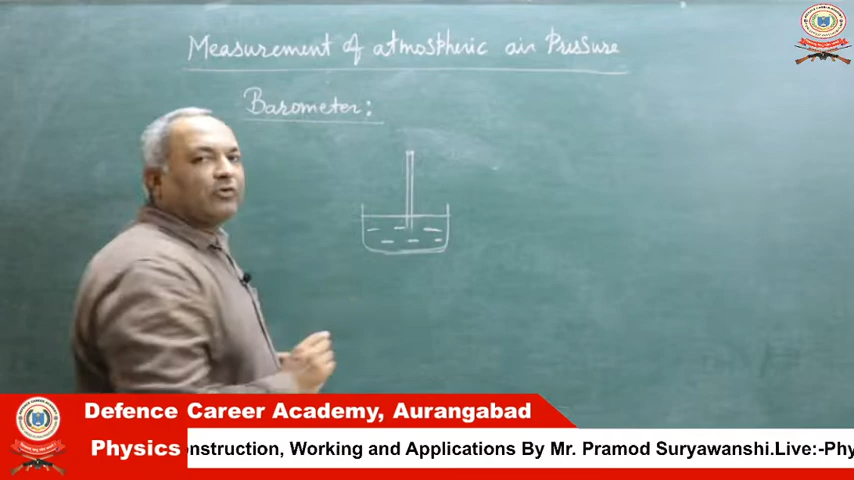 Measurement of atmospheric air Pressure
Barometer:
Defence Career Academy, Aurangabad
Physics
onstruction, Working and Applications By Mr. Pramod Suryawanshi.Live:-Phy